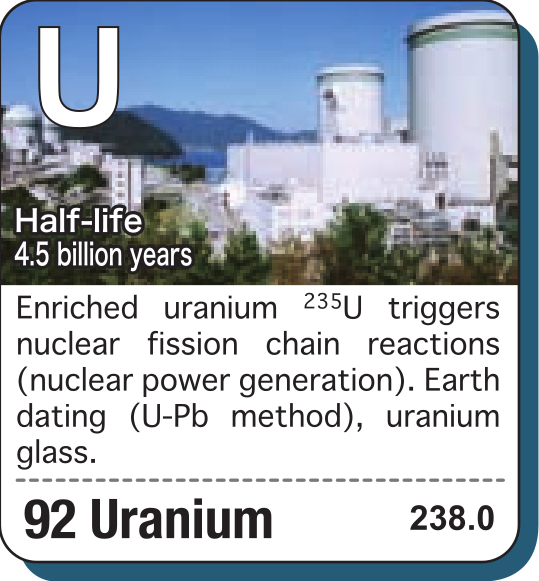 U
Half-life
4.5 billion years
Enriched uranium ²³⁵U triggers
nuclear fission chain reactions
(nuclear power generation). Earth
dating (U-Pb method), uranium
glass.
92 Uranium
238.0